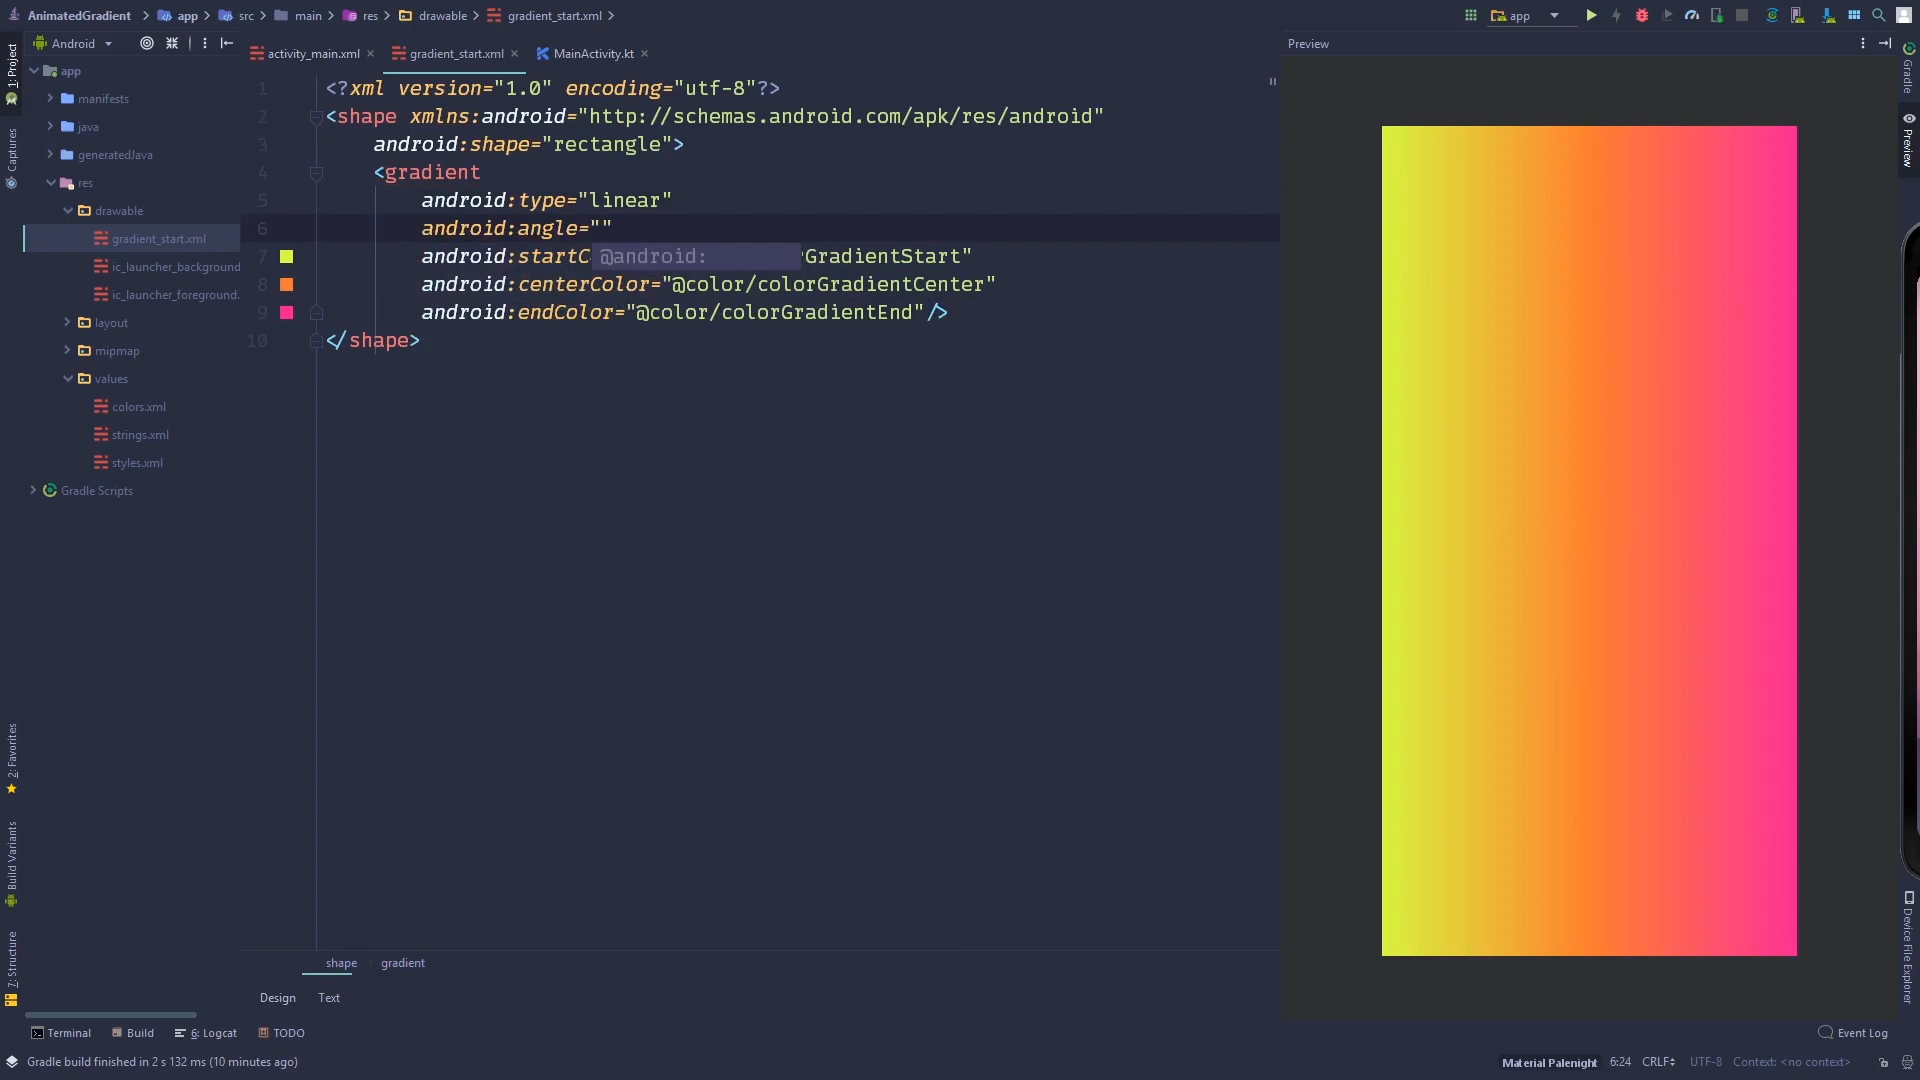 AnimatedGradient > app > src > main > res > drawable > gradient_start.xml >
app
1: Project
Android
activity_main.xml
gradient_start.xml
MainActivity.kt
Preview
Gradle
app
manifests
java
generatedJava
res
drawable
gradient_start.xml
ic_launcher_background
ic_launcher_foreground.
layout
mipmap
values
colors.xml
strings.xml
styles.xml
Gradle Scripts
Captures
1 <?xml version="1.0" encoding="utf-8"?>
2 <shape xmlns:android="http://schemas.android.com/apk/res/android"
3 android:shape="rectangle">
4 <gradient
5 android:type="linear"
6 android:angle=""
7 android:startC @android: GradientStart"
8 android:centerColor="@color/colorGradientCenter"
9 android:endColor="@color/colorGradientEnd"/>
10 </shape>
Preview
2: Favorites
Build Variants
7: Structure
Device File Explorer
shape gradient
Design Text
Terminal Build 6: Logcat TODO
Event Log
Gradle build finished in 2 s 132 ms (10 minutes ago)
Material Palenight 6:24 CRLF UTF-8 Context: <no context>